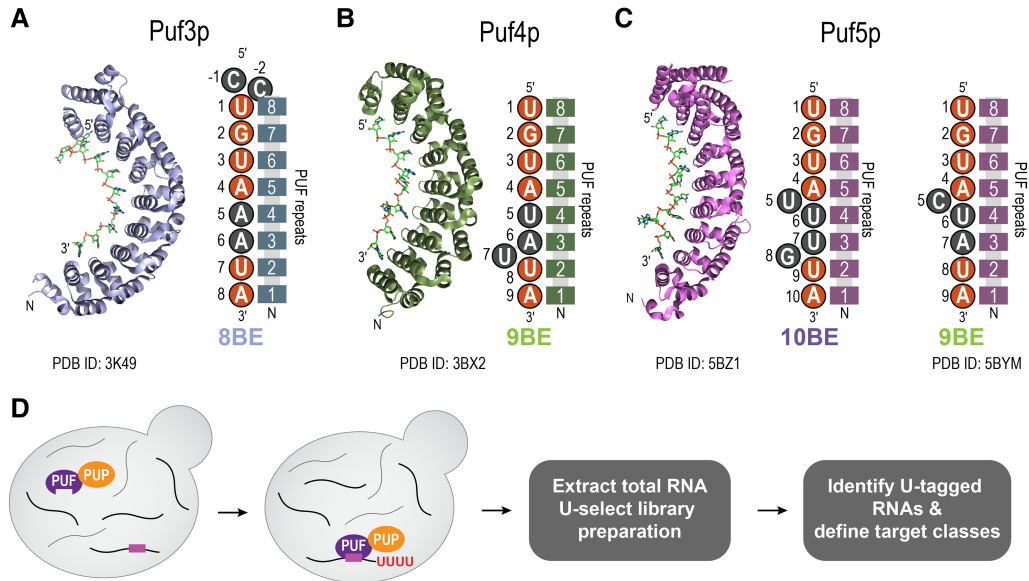 A
Puf3p
5'
-1 C
-2 C
1 U 8
2 G 7
3 U 6
4 A 5
5 A 4
6 A 3
7 U 2
8 A 1
3' N
PUF repeats
5'
3'
N
8BE
PDB ID: 3K49
B
Puf4p
5'
1 U 8
2 G 7
3 U 6
4 A 5
5 U 4
6 A 3
7 U
8 U 2
9 A 1
3' N
PUF repeats
5'
3'
N
9BE
PDB ID: 3BX2
C
Puf5p
5'
1 U 8
2 G 7
3 U 6
4 A 5
5 U
6 U 4
7 U 3
8 G
9 U 2
10 A 1
3' N
PUF repeats
5'
3'
N
10BE
PDB ID: 5BZ1
5'
1 U 8
2 G 7
3 U 6
4 A 5
5 C
6 U 4
7 A 3
8 U 2
9 A 1
3' N
PUF repeats
9BE
PDB ID: 5BYM
D
PUF PUP
PUF PUP
UUUU
Extract total RNA
U-select library
preparation
Identify U-tagged
RNAs &
define target classes